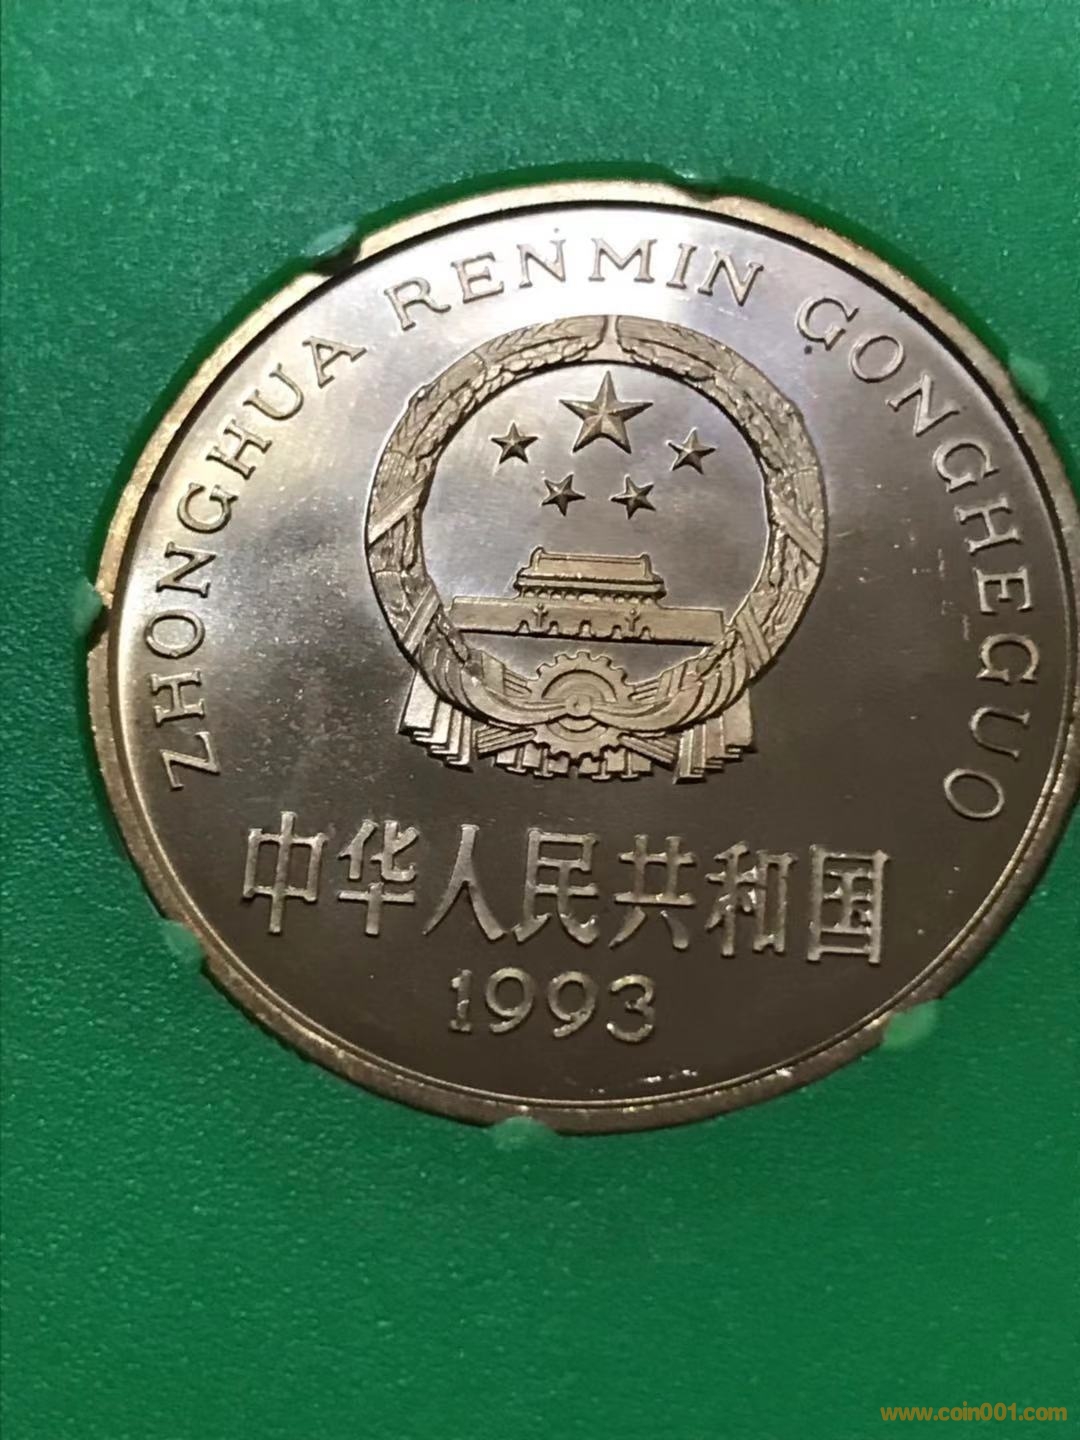 ZHONGHUA RENMIN GONGHEGUO
中华人民共和国
1993
www.coin001.com